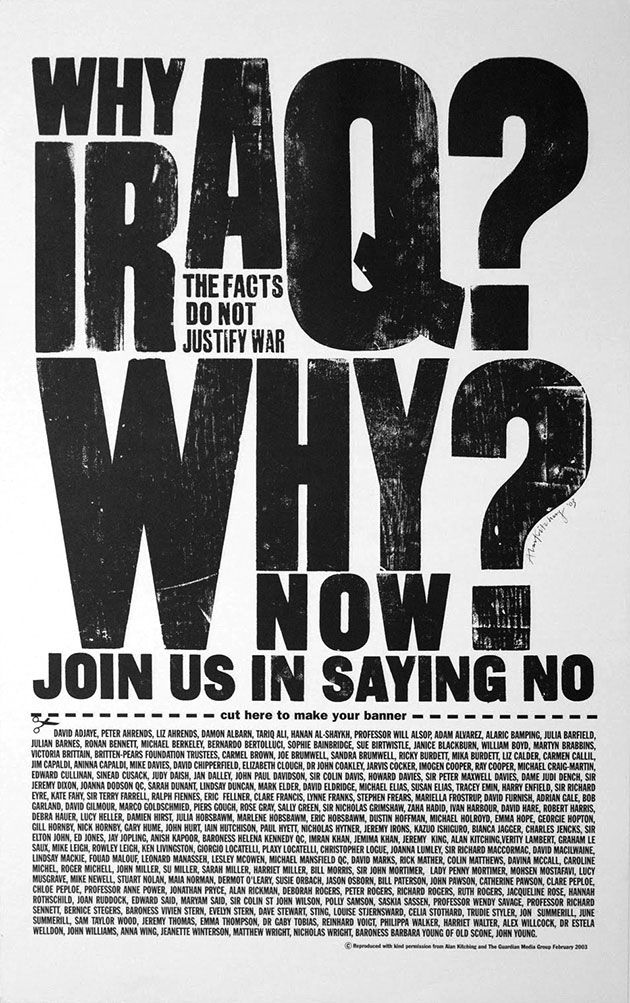 WHY
IRAQ?
THE FACTS
DO NOT
JUSTIFY WAR
WHY?
Alan Kitching '03
NOW
JOIN US IN SAYING NO
cut here to make your banner
DAVID ADJAYE, PETER AHRENDS, LIZ AHRENDS, DAMON ALBARN, TARIQ ALI, HANAN AL-SHAYKH, PROFESSOR WILL ALSOP, ADAM ALVAREZ, ALARIC BAMPING, JULIA BARFIELD,
JULIAN BARNES, RONAN BENNETT, MICHAEL BERKELEY, BERNARDO BERTOLLUCI, SOPHIE BAINBRIDGE, SUE BIRTWISTLE, JANICE BLACKBURN, WILLIAM BOYD, MARTYN BRABBINS,
VICTORIA BRITTAIN, BRITTEN-PEARS FOUNDATION TRUSTEES, CARMEL BROWN, JOE BRUMWELL, SANDRA BRUMWELL, RICKY BURDETT, MIKA BURDETT, LIZ CALDER, CARMEN CALLIL,
JIM CAPALDI, ANINNA CAPALDI, MIKE DAVIES, DAVID CHIPPERFIELD, ELIZABETH CLOUGH, DR JOHN COAKLEY, JARVIS COCKER, IMOGEN COOPER, RAY COOPER, MICHAEL CRAIG-MARTIN,
EDWARD CULLINAN, SINEAD CUSACK, JUDY DAISH, JAN DALLEY, JOHN PAUL DAVIDSON, SIR COLIN DAVIS, HOWARD DAVIES, SIR PETER MAXWELL DAVIES, DAME JUDI DENCH, SIR
JEREMY DIXON, JOANNA DODSON QC, SARAH DUNANT, LINDSAY DUNCAN, MARK ELDER, DAVID ELDRIDGE, MICHAEL ELIAS, SUSAN ELIAS, TRACEY EMIN, HARRY ENFIELD, SIR RICHARD
EYRE, KATE FAHY, SIR TERRY FARRELL, RALPH FIENNES, ERIC FELLNER, CLARE FRANCIS, LYNNE FRANKS, STEPHEN FREARS, MARIELLA FROSTRUP, DAVID FURNISH, ADRIAN GALE, BOB
GARLAND, DAVID GILMOUR, MARCO GOLDSCHMIED, PIERS GOUGH, ROSE GRAY, SALLY GREEN, SIR NICHOLAS GRIMSHAW, ZAHA HADID, IVAN HARBOUR, DAVID HARE, ROBERT HARRIS,
DEBRA HAUER, LUCY HELLER, DAMIEN HIRST, JULIA HOBSBAWM, MARLENE HOBSBAWM, ERIC HOBSBAWM, DUSTIN HOFFMAN, MICHAEL HOLROYD, EMMA HOPE, GEORGIE HOPTON,
GILL HORNBY, NICK HORNBY, GARY HUME, JOHN HURT, IAIN HUTCHISON, PAUL HYETT, NICHOLAS HYTNER, JEREMY IRONS, KAZUO ISHIGURO, BIANCA JAGGER, CHARLES JENCKS, SIR
ELTON JOHN, ED JONES, JAY JOPLING, ANISH KAPOOR, BARONESS HELENA KENNEDY QC, IMRAN KHAN, JEMIMA KHAN, JEREMY KING, ALAN KITCHING, VERITY LAMBERT, GRAHAM LE
SAUX, MIKE LEIGH, ROWLEY LEIGH, KEN LIVINGSTON, GIORGIO LOCATELLI, PLAXY LOCATELLI, CHRISTOPHER LOGUE, JOANNA LUMLEY, SIR RICHARD MACCORMAC, DAVID MACILHWAINE,
LINDSAY MACKIE, FOUAD MALOUF, LEONARD MANASSEH, LESLEY MCOWEN, MICHAEL MANSFIELD QC, DAVID MARKS, RICK MATHER, COLIN MATTHEWS, DAVINA MCCALL, CAROLINE
MICHEL, ROGER MICHELL, JOHN MILLER, SU MILLER, SARAH MILLER, HARRIET MILLER, BILL MORRIS, SIR JOHN MORTIMER, LADY PENNY MORTIMER, MOHSEN MOSTAFAVI, LUCY
MUSGRAVE, MIKE NEWELL, STUART NOLAN, MAIA NORMAN, DERMOT O'LEARY, SUSIE ORBACH, JASON OSBORN, BILL PATERSON, JOHN PAWSON, CATHERINE PAWSON, CLARE PEPLOE,
CHLOE PEPLOE, PROFESSOR ANNE POWER, JONATHAN PRYCE, ALAN RICKMAN, DEBORAH ROGERS, PETER ROGERS, RICHARD ROGERS, RUTH ROGERS, JACQUELINE ROSE, HANNAH
ROTHSCHILD, JOAN RUDDOCK, EDWARD SAID, MARYAM SAID, SIR COLIN ST JOHN WILSON, POLLY SAMSON, SASKIA SASSEN, PROFESSOR WENDY SAVAGE, PROFESSOR RICHARD
SENNETT, BERNICE STEGERS, BARONESS VIVIEN STERN, EVELYN STERN, DAVE STEWART, STING, LOUISE STJERNSWARD, CELIA STOTHARD, TRUDIE STYLER, JON SUMMERILL, JUNE
SUMMERILL, SAM TAYLOR WOOD, JEREMY THOMAS, EMMA THOMPSON, DR GABY TOBIAS, REINHARD VOIGT, PHILIPPA WALKER, HARRIET WALTER, ALEX WILLCOCK, DR ESTELA
WELLDON, JOHN WILLIAMS, ANNA WING, JEANETTE WINTERSON, MATTHEW WRIGHT, NICHOLAS WRIGHT, BARONESS BARBARA YOUNG OF OLD SCONE, JOHN YOUNG.
© Reproduced with kind permission from Alan Kitching and The Guardian Media Group February 2003